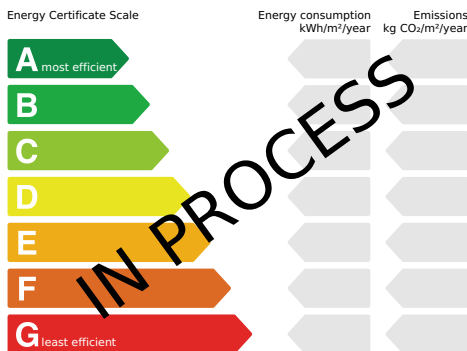 Energy Certificate Scale
Energy consumption
kWh/m²/year
Emissions
kg CO₂/m²/year
A most efficient
B
C
D
E
F
G least efficient
IN PROCESS